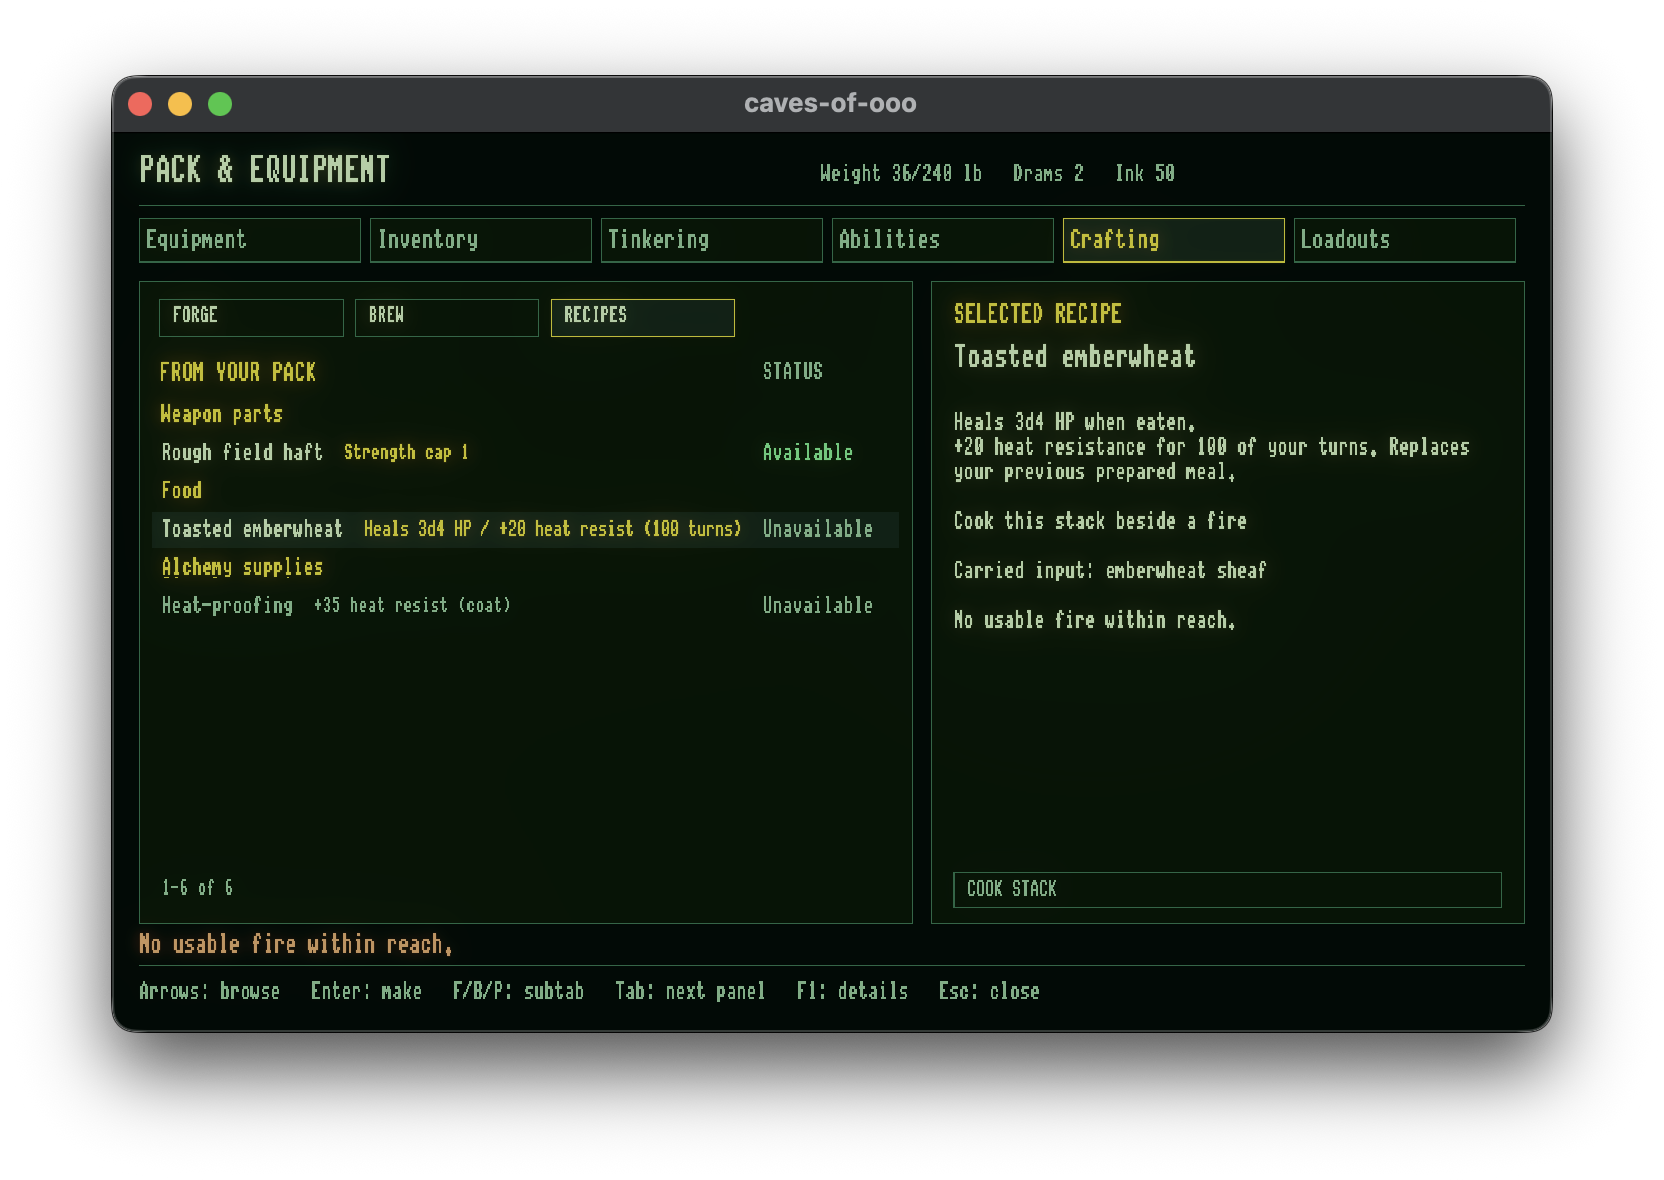 caves-of-ooo
PACK & EQUIPMENT
Weight 36/240 lb Drams 2 Ink 50
Equipment Inventory Tinkering Abilities Crafting Loadouts
FORGE BREW RECIPES
FROM YOUR PACK STATUS
Weapon parts
Rough field haft Strength cap 1 Available
Food
Toasted emberwheat Heals 3d4 HP / +20 heat resist (100 turns) Unavailable
Alchemy supplies
Heat-proofing +35 heat resist (coat) Unavailable
1-6 of 6
SELECTED RECIPE
Toasted emberwheat
Heals 3d4 HP when eaten.
+20 heat resistance for 100 of your turns. Replaces
your previous prepared meal.
Cook this stack beside a fire
Carried input: emberwheat sheaf
No usable fire within reach.
COOK STACK
No usable fire within reach.
Arrows: browse Enter: make F/B/P: subtab Tab: next panel F1: details Esc: close